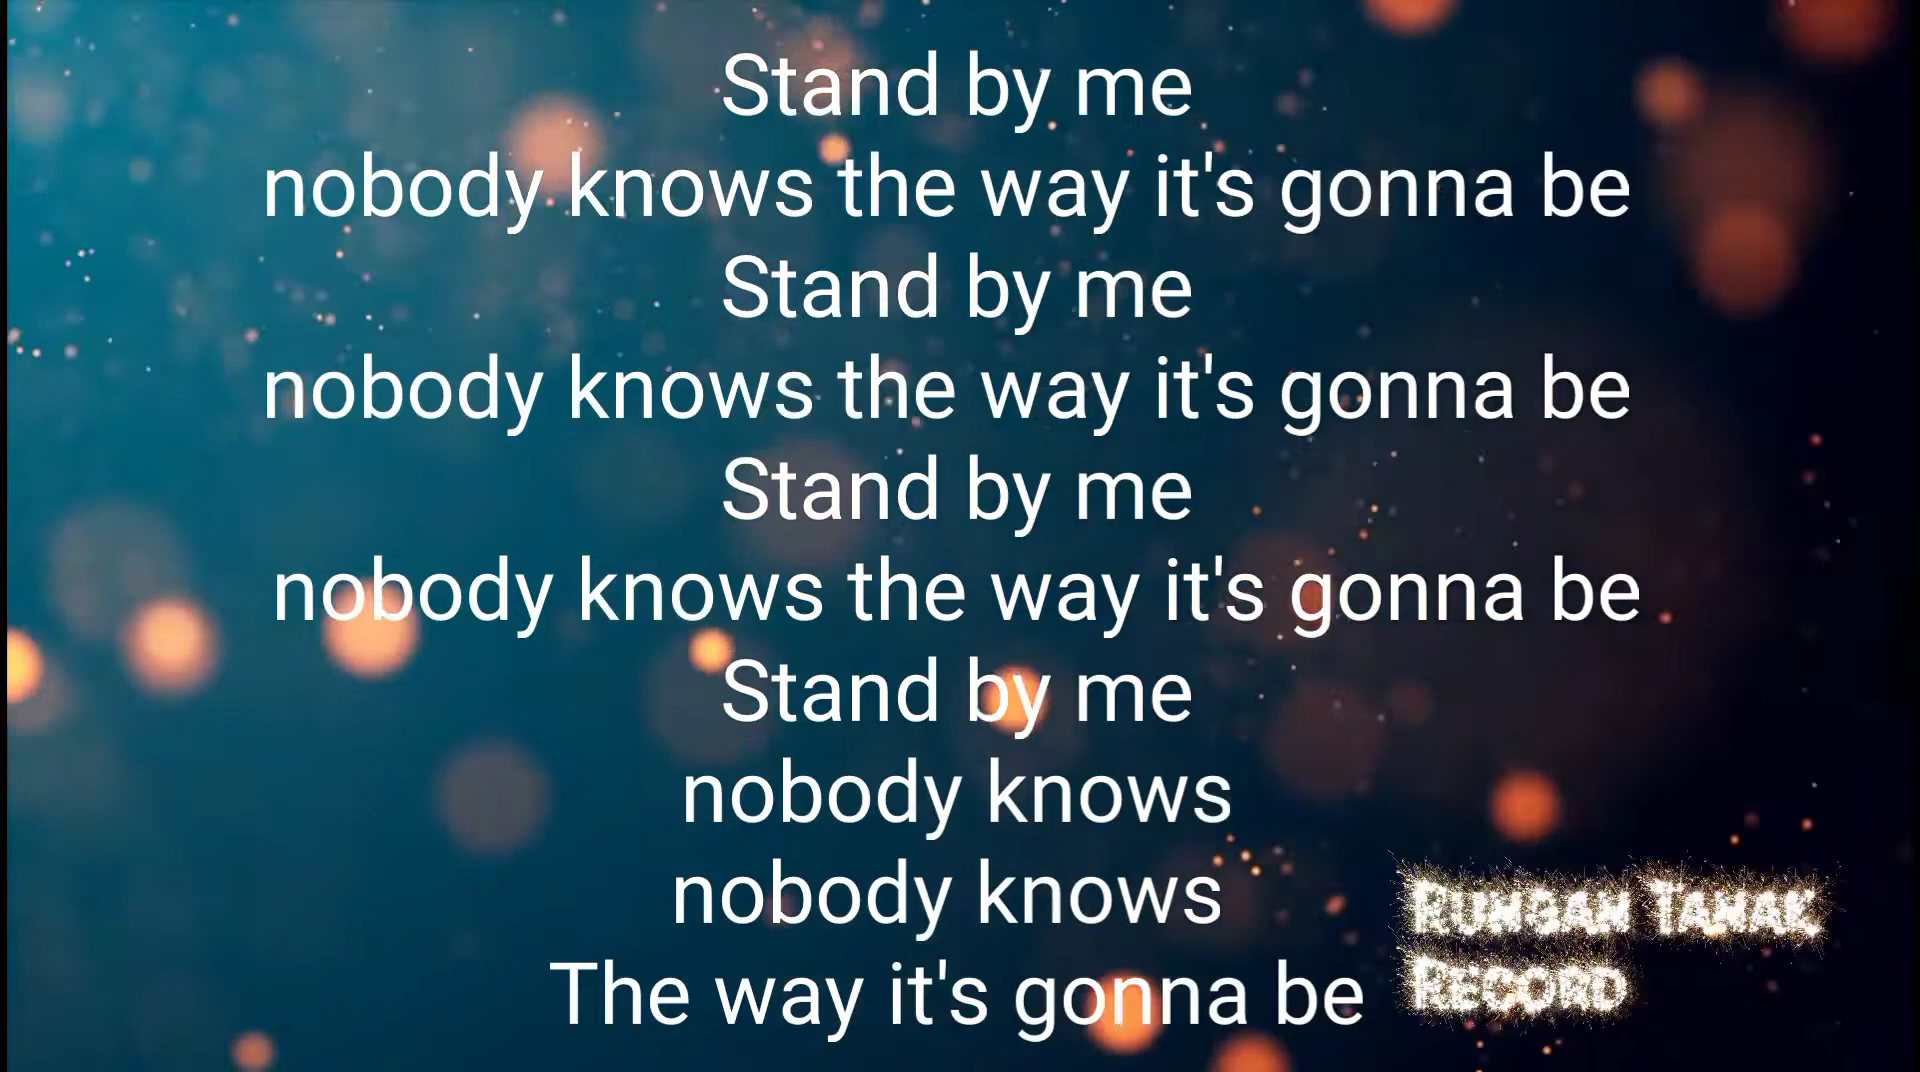 Stand by me
nobody knows the way it's gonna be
Stand by me
nobody knows the way it's gonna be
Stand by me
nobody knows the way it's gonna be
Stand by me
nobody knows
nobody knows
The way it's gonna be
RUNGAN TANAK
RECORD